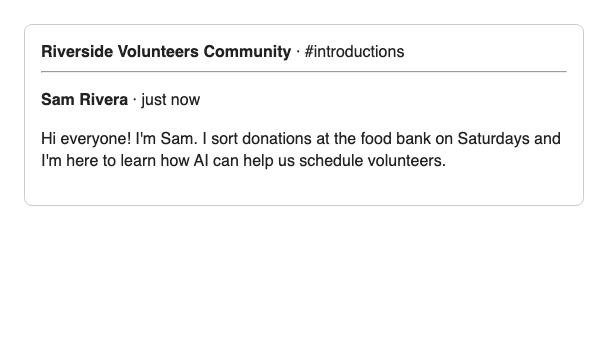 Riverside Volunteers Community · #introductions
Sam Rivera · just now
Hi everyone! I'm Sam. I sort donations at the food bank on Saturdays and
I'm here to learn how AI can help us schedule volunteers.